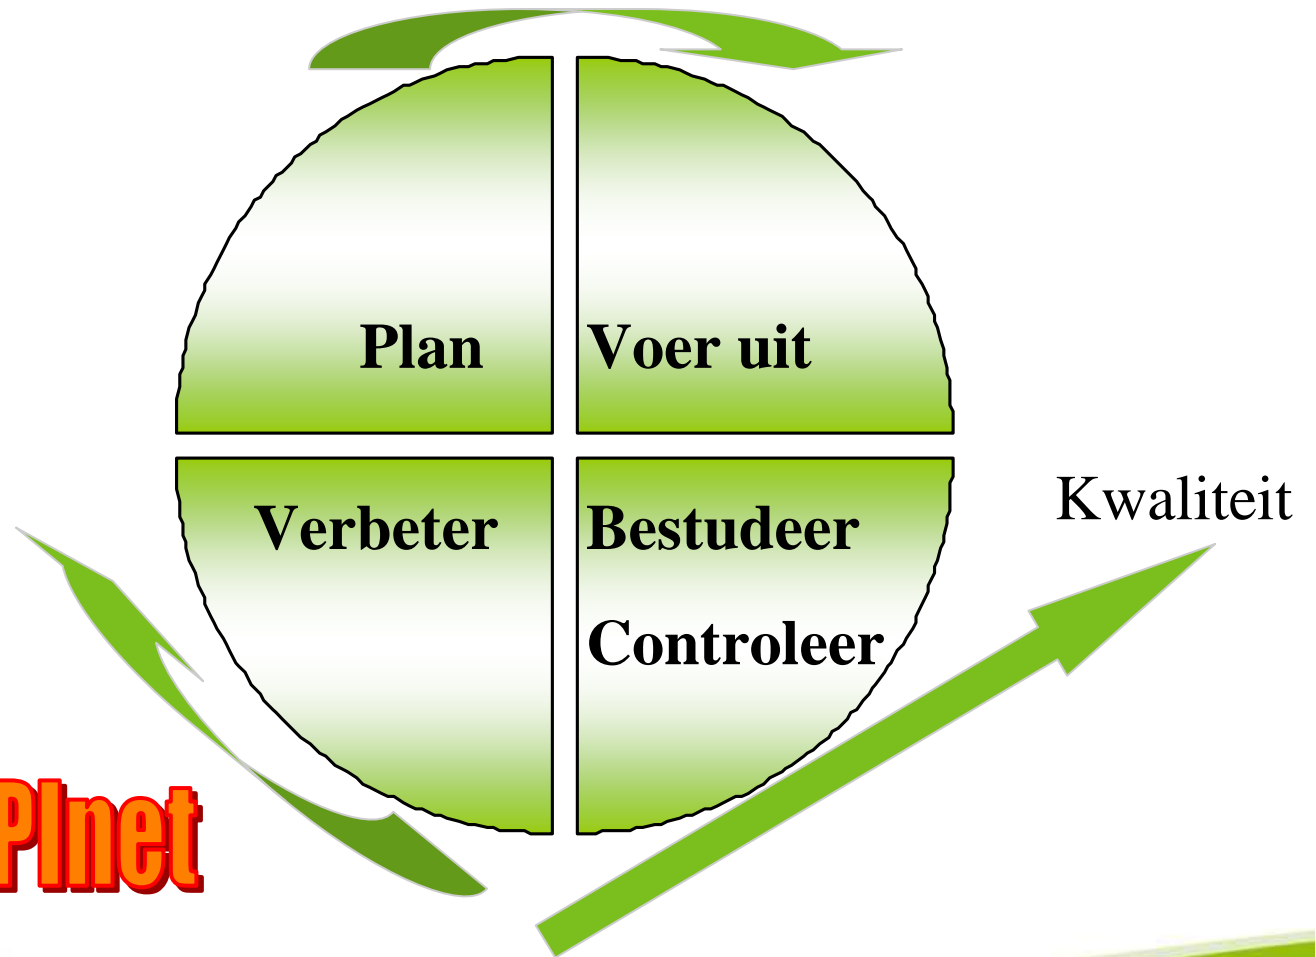 Plan
Voer uit
Verbeter
Bestudeer
Controleer
Kwaliteit
PInet